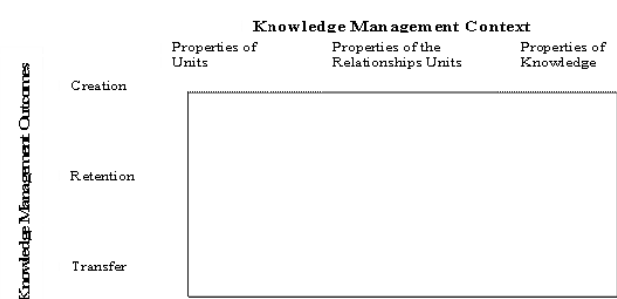 Knowledge Management Context
Properties of Units
Properties of the Relationships Units
Properties of Knowledge
Knowledge Management Outcomes
Creation
Retention
Transfer